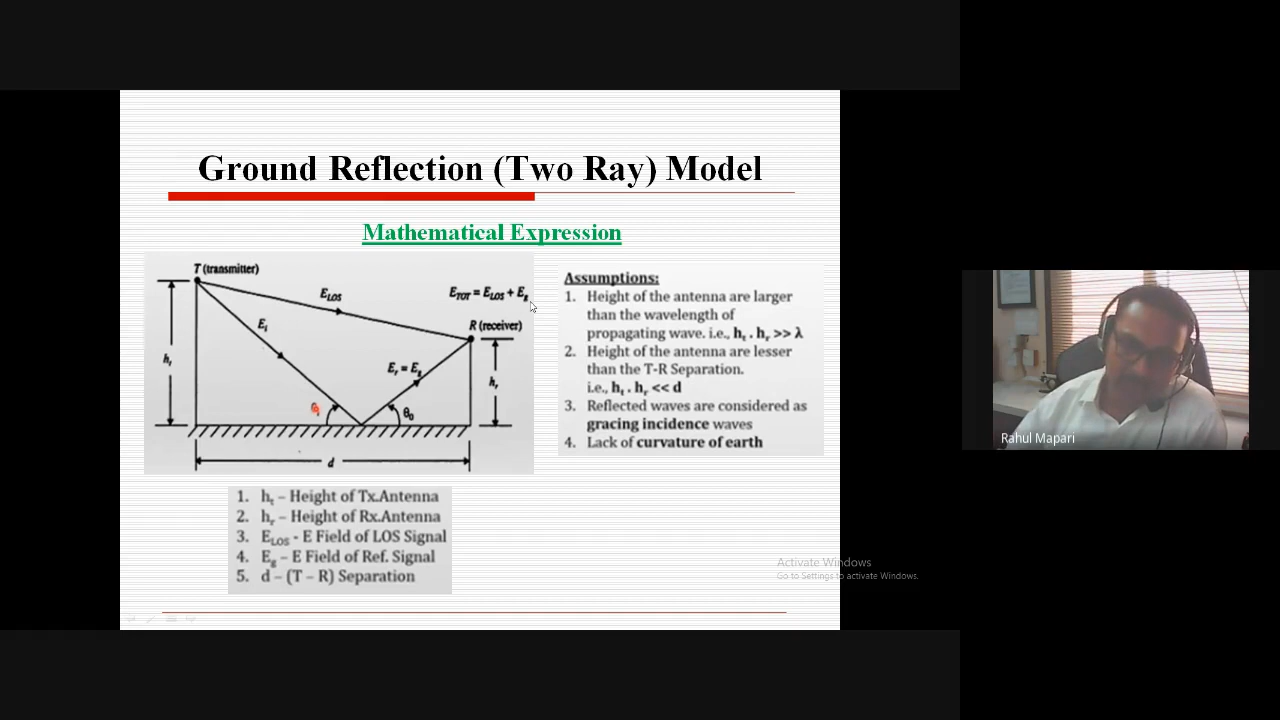 Ground Reflection (Two Ray) Model
Mathematical Expression
T (transmitter)
E_LOS
E_TOT = E_LOS + E_g
R (receiver)
E_i
E_r = E_g
h_t
h_r
θ_i
θ_0
d
Assumptions:
1. Height of the antenna are larger
than the wavelength of
propagating wave. i.e., h_t . h_r >> λ
2. Height of the antenna are lesser
than the T-R Separation.
i.e., h_t . h_r << d
3. Reflected waves are considered as
gracing incidence waves
4. Lack of curvature of earth
1. h_t – Height of Tx.Antenna
2. h_r – Height of Rx.Antenna
3. E_LOS - E Field of LOS Signal
4. E_g – E Field of Ref. Signal
5. d – (T – R) Separation
Activate Windows
Go to Settings to activate Windows.
Rahul Mapari